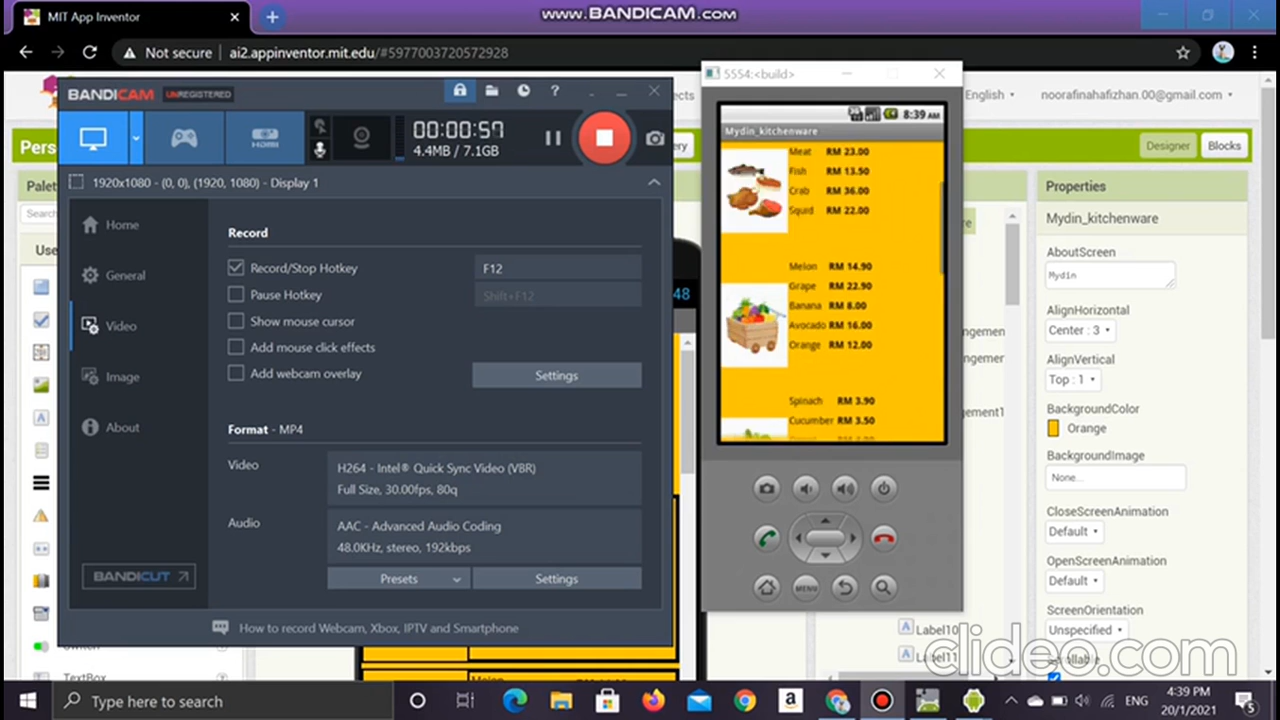 MIT App Inventor
www.BANDICAM.com
Not secure
ai2.appinventor.mit.edu/#5977003720572928
BANDICAM UNREGISTERED
00:00:57
4.4MB / 7.1GB
HDMI
1920x1080 - (0, 0), (1920, 1080) - Display 1
Home
General
Video
Image
About
BANDICUT
Record
Record/Stop Hotkey
F12
Pause Hotkey
Shift+F12
Show mouse cursor
Add mouse click effects
Add webcam overlay
Settings
Format - MP4
Video
H264 - Intel® Quick Sync Video (VBR)
Full Size, 30.00fps, 80q
Audio
AAC - Advanced Audio Coding
48.0KHz, stereo, 192kbps
Presets
Settings
How to record Webcam, Xbox, IPTV and Smartphone
5554:<build>
8:39 AM
Mydin_kitchenware
Meat RM 23.00
Fish RM 13.50
Crab RM 36.00
Squid RM 22.00
Melon RM 14.90
Grape RM 22.90
Banana RM 8.00
Avocado RM 16.00
Orange RM 12.00
Spinach RM 3.90
Cucumber RM 3.50
MENU
English
noorafinahafizhan.00@gmail.com
Pers
Designer
Blocks
Palet
Search
Use
48
Label10
Label11
TextBox
Properties
Mydin_kitchenware
AboutScreen
Mydin
AlignHorizontal
Center : 3
AlignVertical
Top : 1
BackgroundColor
Orange
BackgroundImage
None...
CloseScreenAnimation
Default
OpenScreenAnimation
Default
ScreenOrientation
Unspecified
clideo.com
Type here to search
ENG
4:39 PM
20/1/2021
5